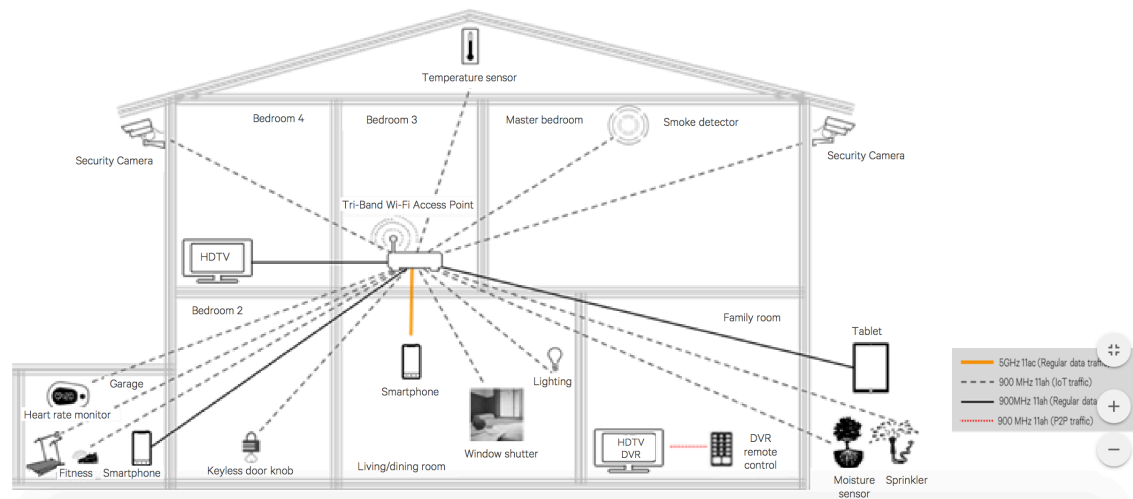 Temperature sensor
Bedroom 4
Bedroom 3
Master bedroom
Smoke detector
Security Camera
Security Camera
Tri-Band Wi-Fi Access Point
HDTV
Bedroom 2
Family room
Tablet
Garage
Heart rate monitor
Smartphone
Lighting
Fitness
Smartphone
Keyless door knob
Living/dining room
Window shutter
HDTV
DVR
DVR
remote
control
Moisture
sensor
Sprinkler
5GHz 11ac (Regular data
900 MHz 11ah (IoT traffic)
900MHz 11ah (Regular data
900 MHz 11ah (P2P traffic)